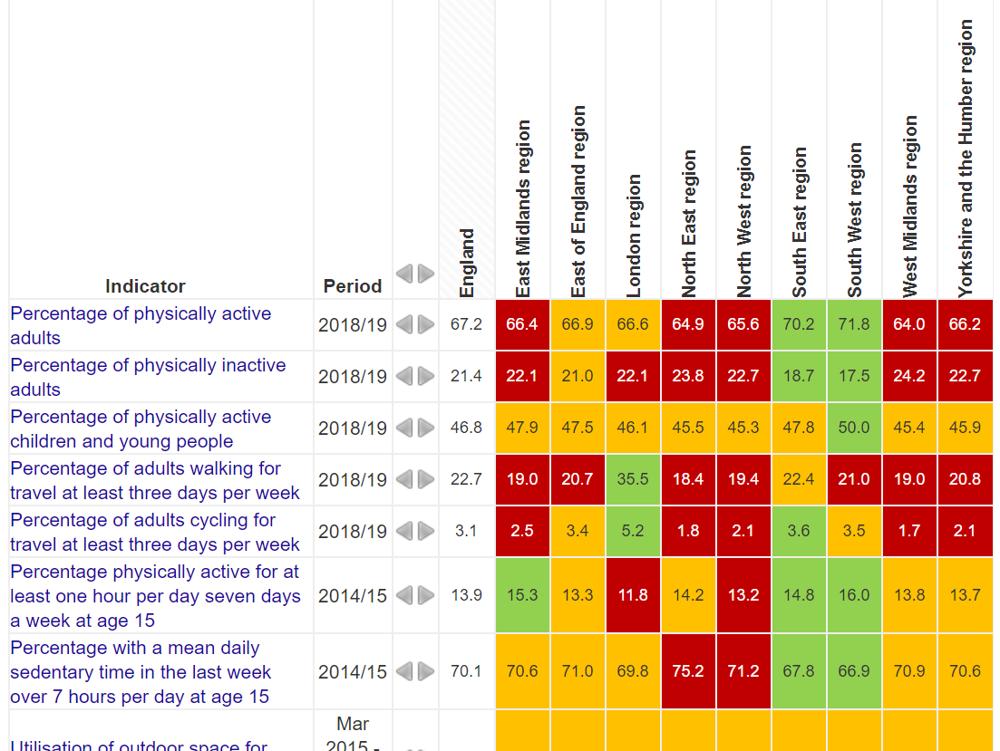 Indicator Period England East Midlands region East of England region London region North East region North West region South East region South West region West Midlands region Yorkshire and the Humber region
Percentage of physically active
adults
2018/19 67.2 66.4 66.9 66.6 64.9 65.6 70.2 71.8 64.0 66.2
Percentage of physically inactive
adults
2018/19 21.4 22.1 21.0 22.1 23.8 22.7 18.7 17.5 24.2 22.7
Percentage of physically active
children and young people
2018/19 46.8 47.9 47.5 46.1 45.5 45.3 47.8 50.0 45.4 45.9
Percentage of adults walking for
travel at least three days per week
2018/19 22.7 19.0 20.7 35.5 18.4 19.4 22.4 21.0 19.0 20.8
Percentage of adults cycling for
travel at least three days per week
2018/19 3.1 2.5 3.4 5.2 1.8 2.1 3.6 3.5 1.7 2.1
Percentage physically active for at
least one hour per day seven days
a week at age 15
2014/15 13.9 15.3 13.3 11.8 14.2 13.2 14.8 16.0 13.8 13.7
Percentage with a mean daily
sedentary time in the last week
over 7 hours per day at age 15
2014/15 70.1 70.6 71.0 69.8 75.2 71.2 67.8 66.9 70.9 70.6
Utilisation of outdoor space for
Mar
2015 -